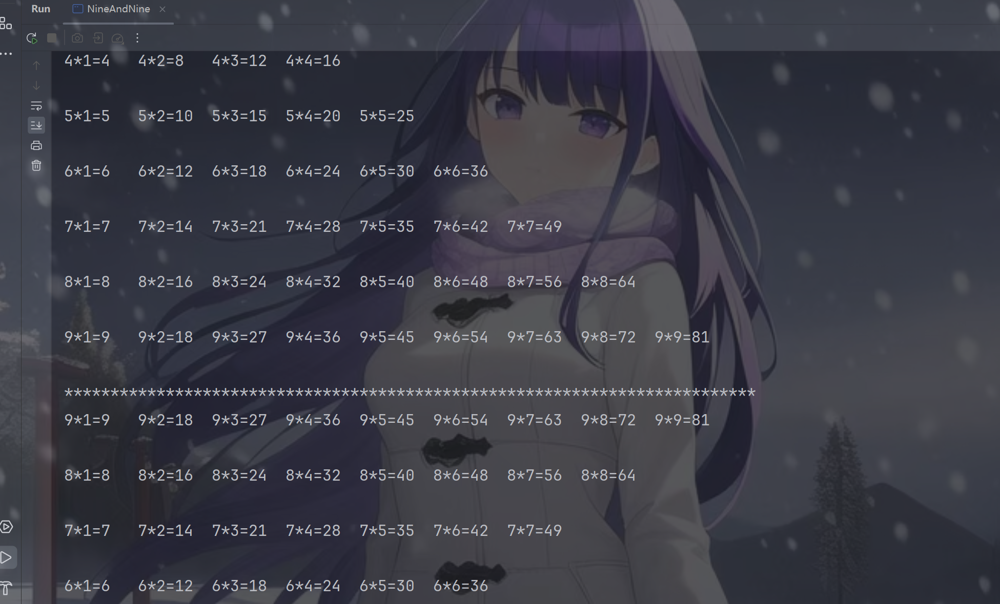 Run NineAndNine
4*1=4 4*2=8 4*3=12 4*4=16
5*1=5 5*2=10 5*3=15 5*4=20 5*5=25
6*1=6 6*2=12 6*3=18 6*4=24 6*5=30 6*6=36
7*1=7 7*2=14 7*3=21 7*4=28 7*5=35 7*6=42 7*7=49
8*1=8 8*2=16 8*3=24 8*4=32 8*5=40 8*6=48 8*7=56 8*8=64
9*1=9 9*2=18 9*3=27 9*4=36 9*5=45 9*6=54 9*7=63 9*8=72 9*9=81
***************************************************************************
9*1=9 9*2=18 9*3=27 9*4=36 9*5=45 9*6=54 9*7=63 9*8=72 9*9=81
8*1=8 8*2=16 8*3=24 8*4=32 8*5=40 8*6=48 8*7=56 8*8=64
7*1=7 7*2=14 7*3=21 7*4=28 7*5=35 7*6=42 7*7=49
6*1=6 6*2=12 6*3=18 6*4=24 6*5=30 6*6=36